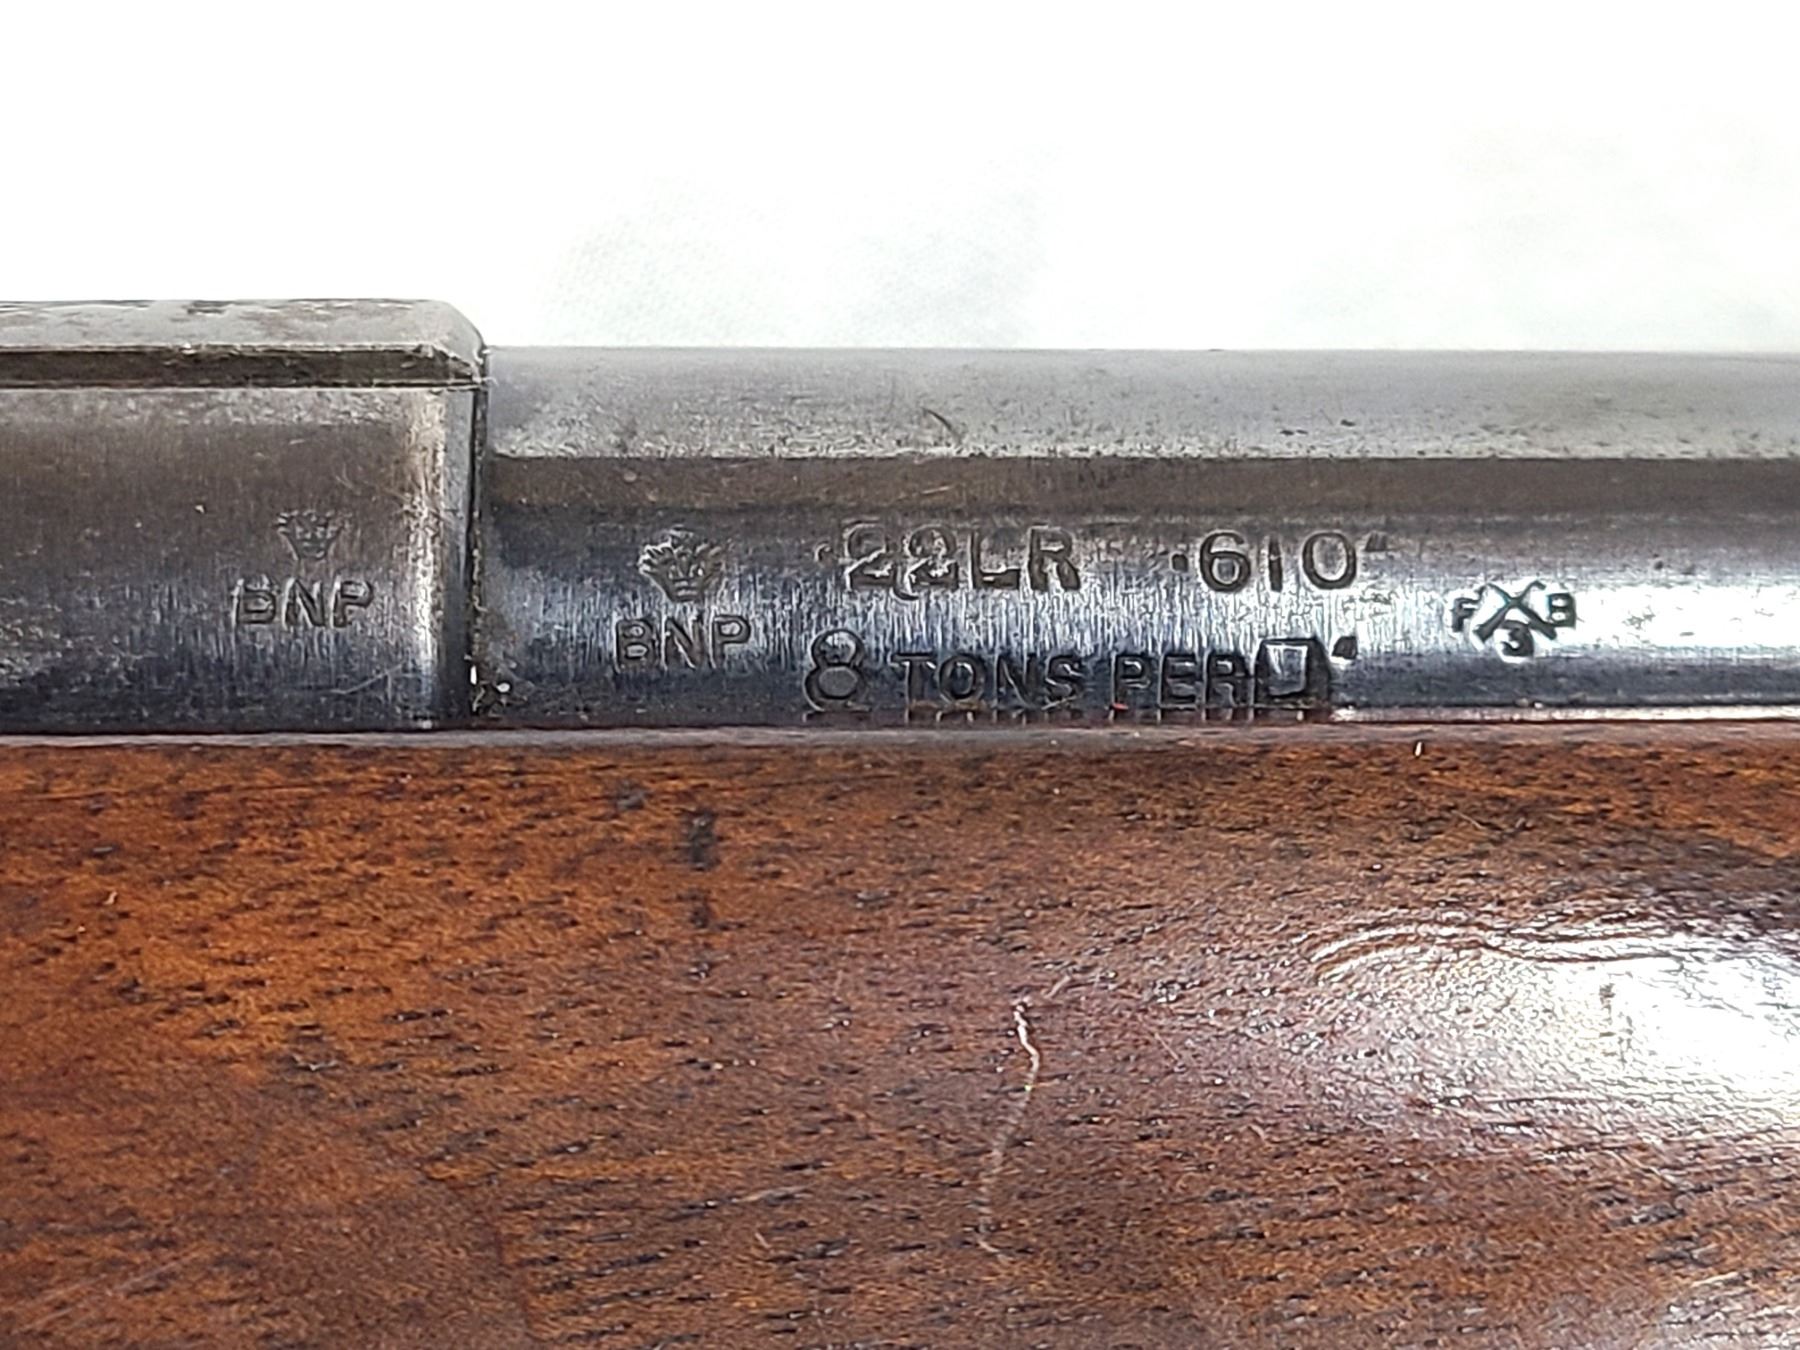 BNP
BNP
.22LR .610"
8 TONS PER □"
F B
3